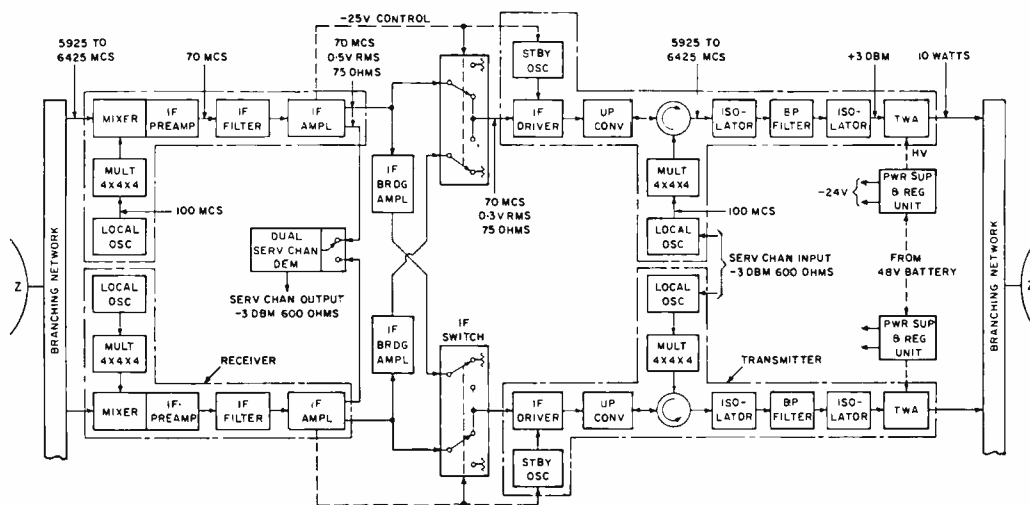 -25V CONTROL
5925 TO
6425 MCS
70 MCS
70 MCS
0.5V RMS
75 OHMS
STBY
OSC
5925 TO
6425 MCS
+3 DBM
10 WATTS
MIXER
IF
PREAMP
IF
FILTER
IF
AMPL
IF
DRIVER
UP
CONV
ISO-
LATOR
BP
FILTER
ISO-
LATOR
TWA
HV
MULT
4X4X4
IF
BRDG
AMPL
70 MCS
0.3V RMS
75 OHMS
MULT
4X4X4
-24V
PWR SUP
& REG
UNIT
100 MCS
100 MCS
LOCAL
OSC
DUAL
SERV CHAN
DEM
LOCAL
OSC
SERV CHAN INPUT
-3 DBM 600 OHMS
FROM
48V BATTERY
Z
BRANCHING NETWORK
BRANCHING NETWORK
Z
LOCAL
OSC
SERV CHAN OUTPUT
-3 DBM 600 OHMS
LOCAL
OSC
IF
BRDG
AMPL
IF
SWITCH
PWR SUP
& REG
UNIT
MULT
4X4X4
RECEIVER
MULT
4X4X4
TRANSMITTER
MIXER
IF
PREAMP
IF
FILTER
IF
AMPL
IF
DRIVER
UP
CONV
ISO-
LATOR
BP
FILTER
ISO-
LATOR
TWA
STBY
OSC